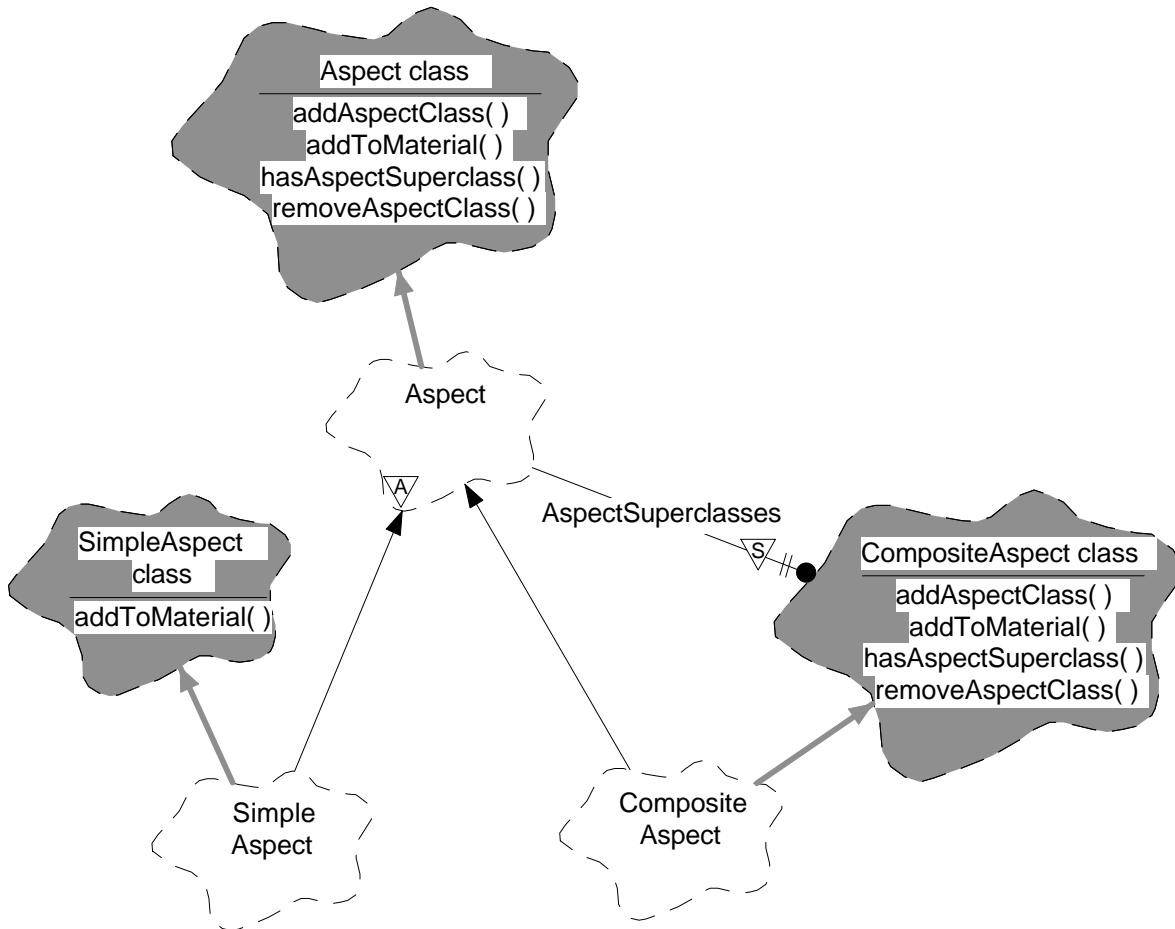 Aspect class
addAspectClass( )
addToMaterial( )
hasAspectSuperclass( )
removeAspectClass( )
Aspect
A
AspectSuperclasses
S
SimpleAspect
class
addToMaterial( )
CompositeAspect class
addAspectClass( )
addToMaterial( )
hasAspectSuperclass( )
removeAspectClass( )
Simple
Aspect
Composite
Aspect